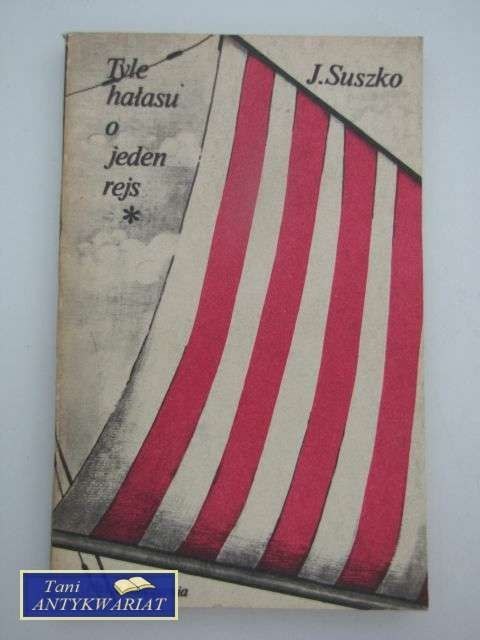 Tyle
hałasu
o
jeden
rejs
*
J. Suszko
Tani
ANTYKWARIAT